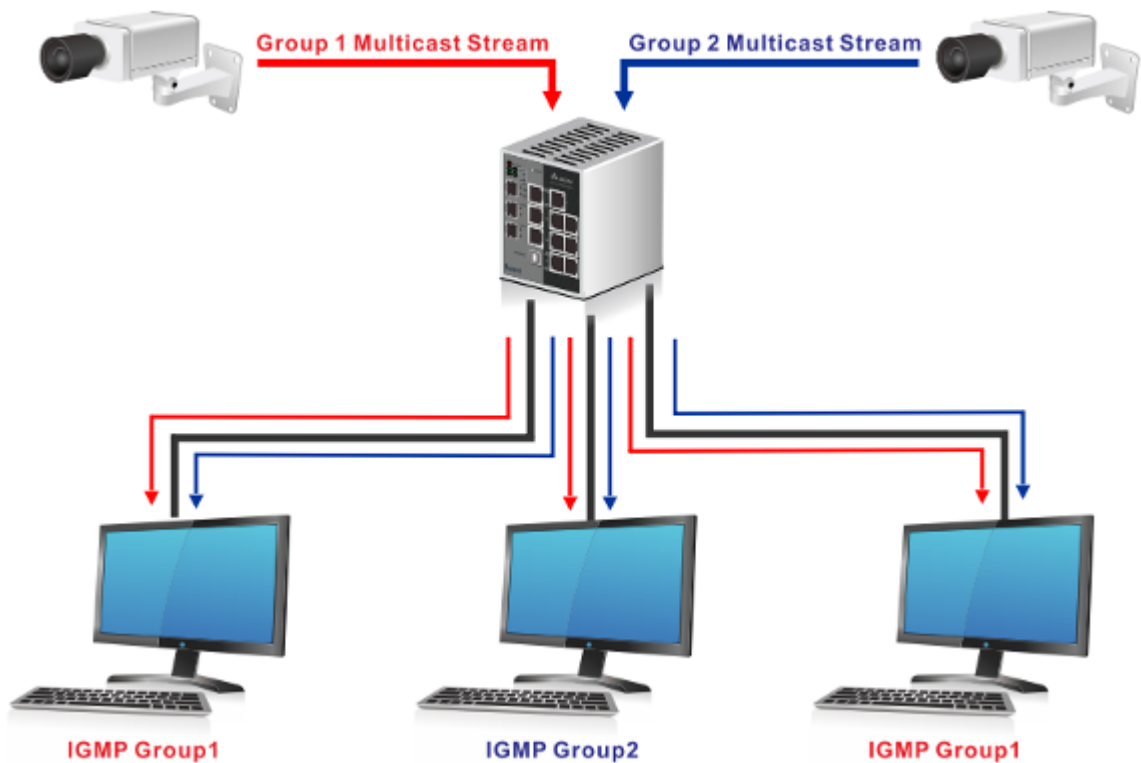 Group 1 Multicast Stream
Group 2 Multicast Stream
IGMP Group1
IGMP Group2
IGMP Group1